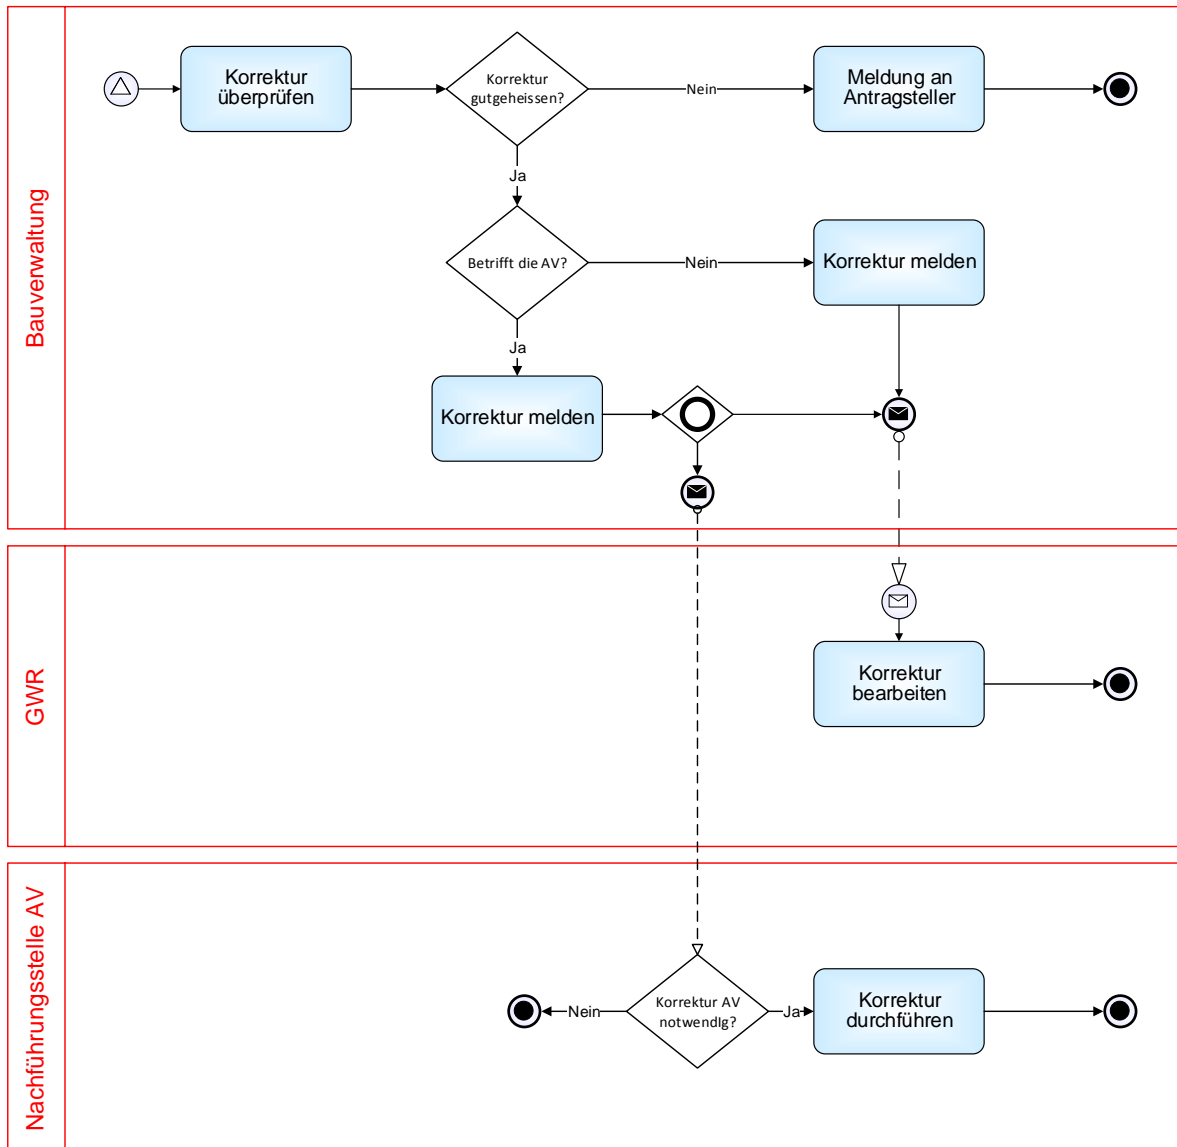 Bauverwaltung
Korrektur
überprüfen
Korrektur
gutgeheissen?
Nein
Meldung an
Antragsteller
Ja
Betrifft die AV?
Nein
Korrektur melden
Ja
Korrektur melden
GWR
Korrektur
bearbeiten
Nachführungsstelle AV
Nein
Korrektur AV
notwendIg?
Ja
Korrektur
durchführen